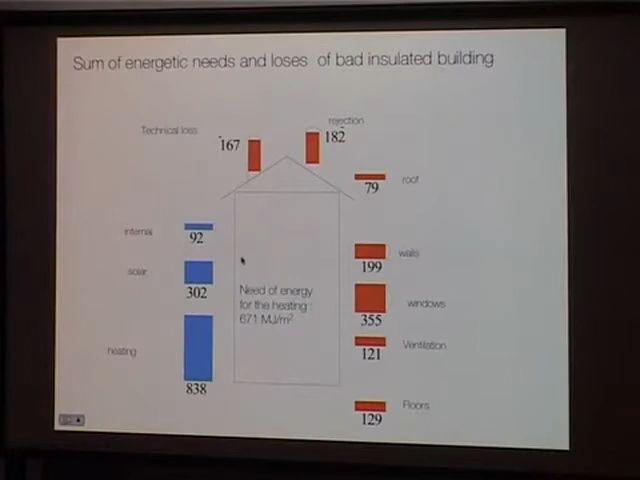 Sum of energetic needs and loses of bad insulated building
Technical loss
167
rejection
182
roof
79
internal
92
walls
199
solar
302
Need of energy
for the heating :
671 MJ/m²
windows
355
heating
838
Ventilation
121
Floors
129